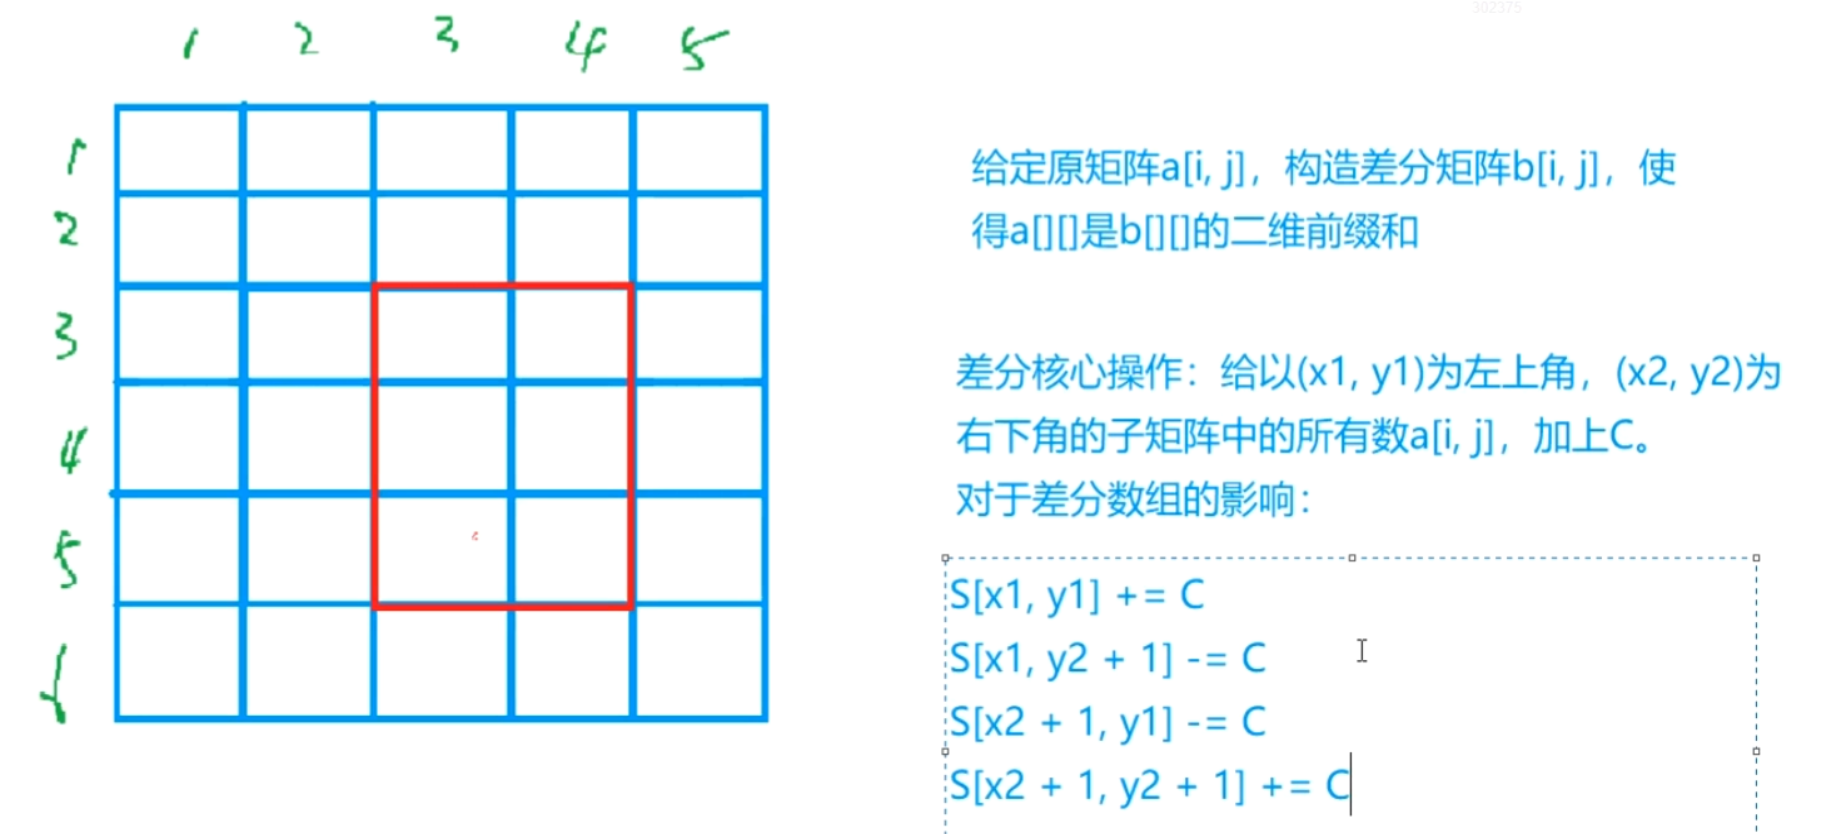 302375
1 2 3 4 5
1
2
3
4
5
给定原矩阵a[i, j]，构造差分矩阵b[i, j]，使
得a[][]是b[][]的二维前缀和
差分核心操作：给以(x1, y1)为左上角，(x2, y2)为
右下角的子矩阵中的所有数a[i, j]，加上C。
对于差分数组的影响：
S[x1, y1] += C
S[x1, y2 + 1] -= C
S[x2 + 1, y1] -= C
S[x2 + 1, y2 + 1] += C